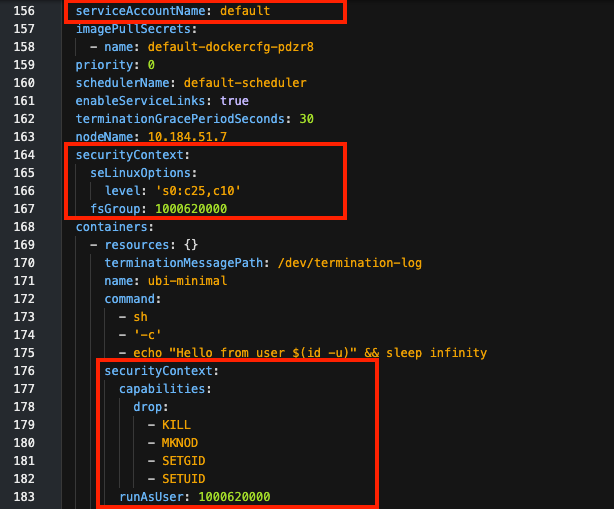 156 serviceAccountName: default
157 imagePullSecrets:
158 - name: default-dockercfg-pdzr8
159 priority: 0
160 schedulerName: default-scheduler
161 enableServiceLinks: true
162 terminationGracePeriodSeconds: 30
163 nodeName: 10.184.51.7
164 securityContext:
165 seLinuxOptions:
166 level: 's0:c25,c10'
167 fsGroup: 1000620000
168 containers:
169 - resources: {}
170 terminationMessagePath: /dev/termination-log
171 name: ubi-minimal
172 command:
173 - sh
174 - '-c'
175 - echo "Hello from user $(id -u)" && sleep infinity
176 securityContext:
177 capabilities:
178 drop:
179 - KILL
180 - MKNOD
181 - SETGID
182 - SETUID
183 runAsUser: 1000620000